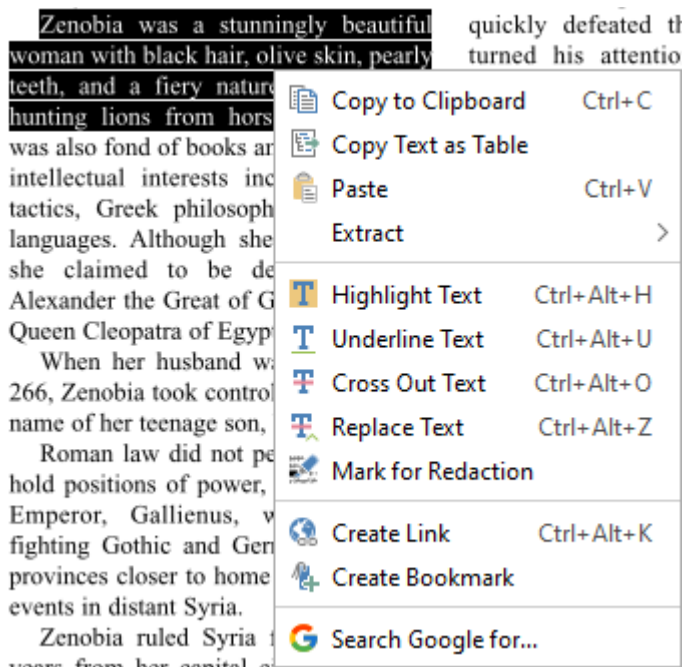 Zenobia was a stunningly beautiful
woman with black hair, olive skin, pearly
teeth, and a fiery nature
hunting lions from hors
was also fond of books an
intellectual interests inc
tactics, Greek philosoph
languages. Although she
she claimed to be de
Alexander the Great of G
Queen Cleopatra of Egyp
When her husband wa
266, Zenobia took control
name of her teenage son,
Roman law did not pe
hold positions of power,
Emperor, Gallienus, w
fighting Gothic and Ger
provinces closer to home
events in distant Syria.
Zenobia ruled Syria f
years from her capital a
quickly defeated th
turned his attentio
Copy to Clipboard Ctrl+C
Copy Text as Table
Paste Ctrl+V
Extract
Highlight Text Ctrl+Alt+H
Underline Text Ctrl+Alt+U
Cross Out Text Ctrl+Alt+O
Replace Text Ctrl+Alt+Z
Mark for Redaction
Create Link Ctrl+Alt+K
Create Bookmark
Search Google for...